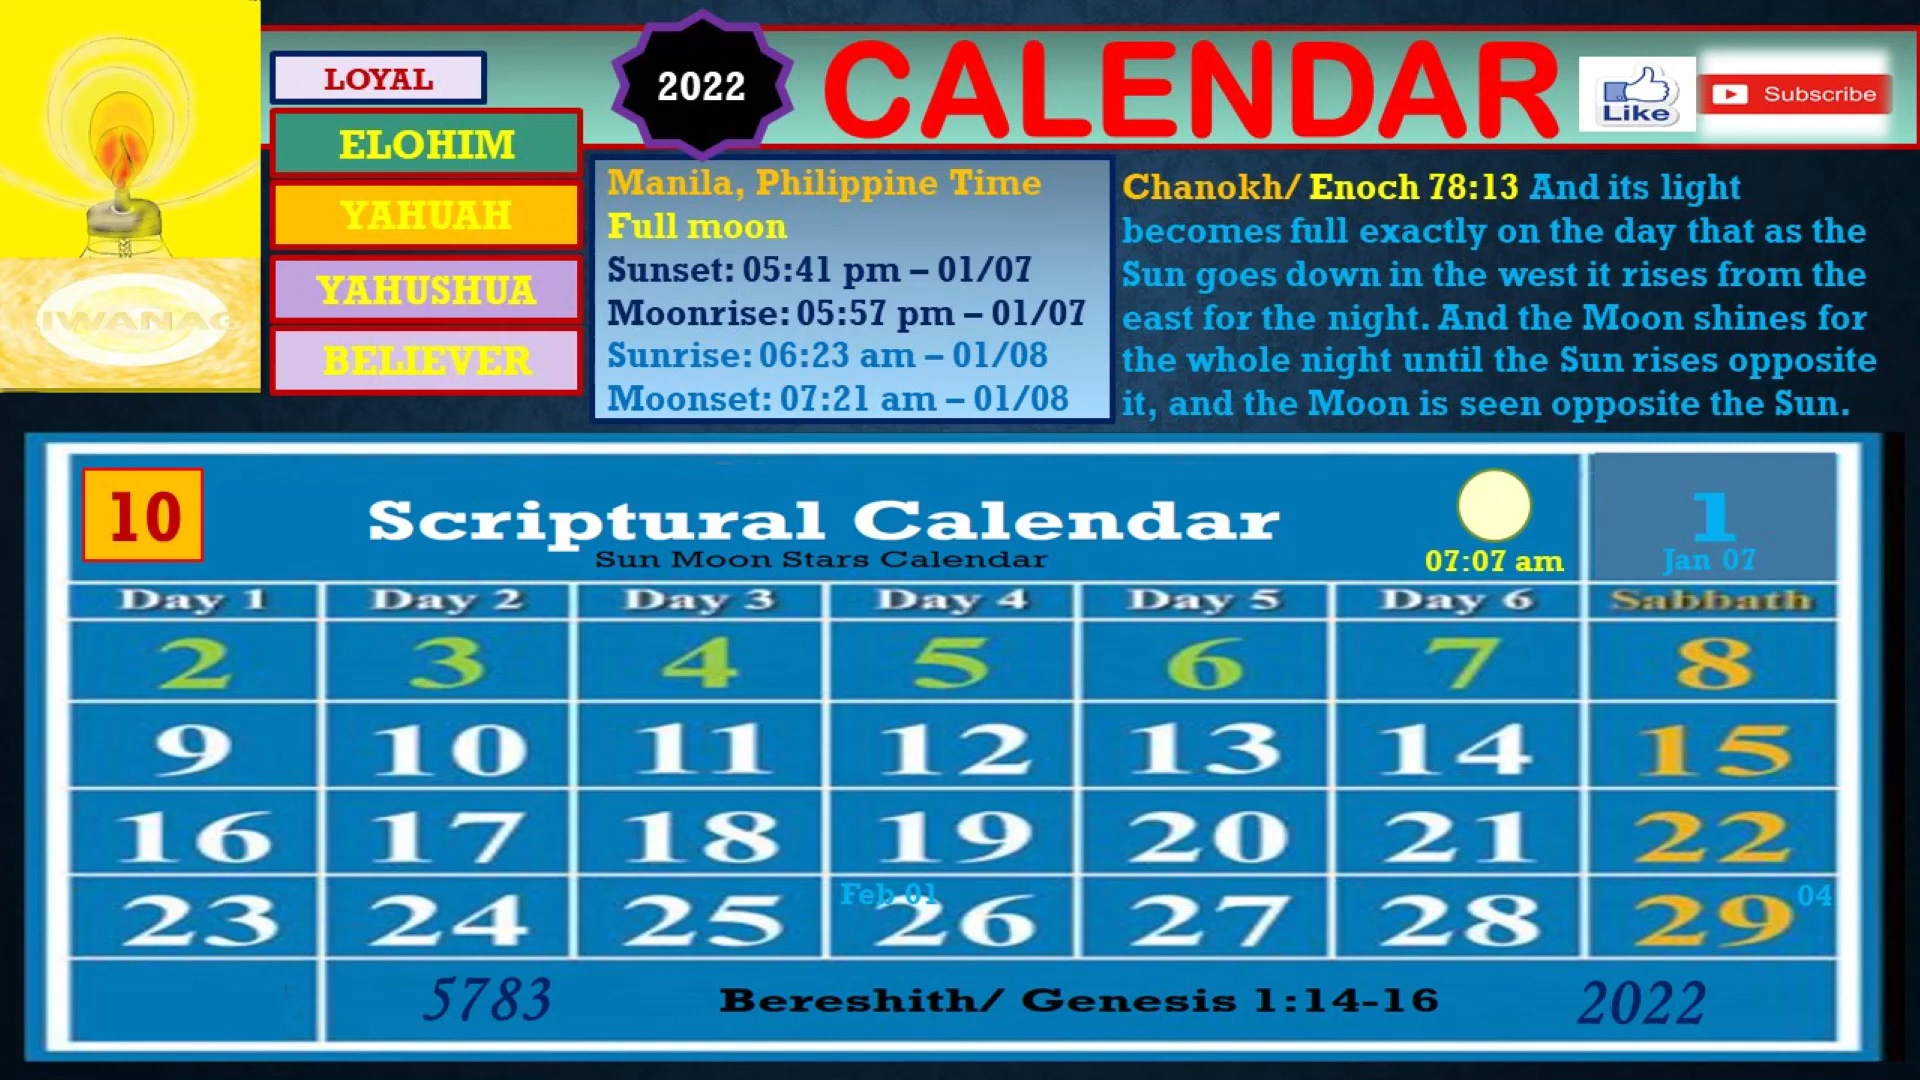 LOYAL
ELOHIM
YAHUAH
YAHUSHUA
BELIEVER
IWANAG
2022
CALENDAR
Like
Subscribe
Manila, Philippine Time
Full moon
Sunset: 05:41 pm – 01/07
Moonrise: 05:57 pm – 01/07
Sunrise: 06:23 am – 01/08
Moonset: 07:21 am – 01/08
Chanokh/ Enoch 78:13 And its light
becomes full exactly on the day that as the
Sun goes down in the west it rises from the
east for the night. And the Moon shines for
the whole night until the Sun rises opposite
it, and the Moon is seen opposite the Sun.
10
Scriptural Calendar
Sun Moon Stars Calendar
07:07 am
1
Jan 07
Day 1 Day 2 Day 3 Day 4 Day 5 Day 6 Sabbath
2 3 4 5 6 7 8
9 10 11 12 13 14 15
16 17 18 19 20 21 22
Feb 01 04
23 24 25 26 27 28 29
5783 Bereshith/ Genesis 1:14-16 2022